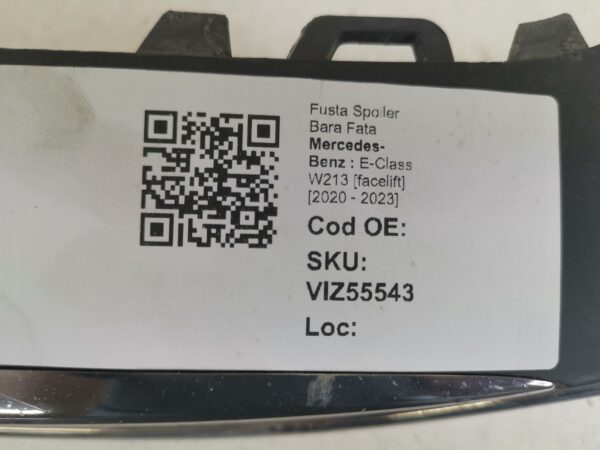 Fusta Spoiler
Bara Fata
Mercedes-
Benz : E-Class
W213 [facelift]
[2020 - 2023]
Cod OE:
SKU:
VIZ55543
Loc: